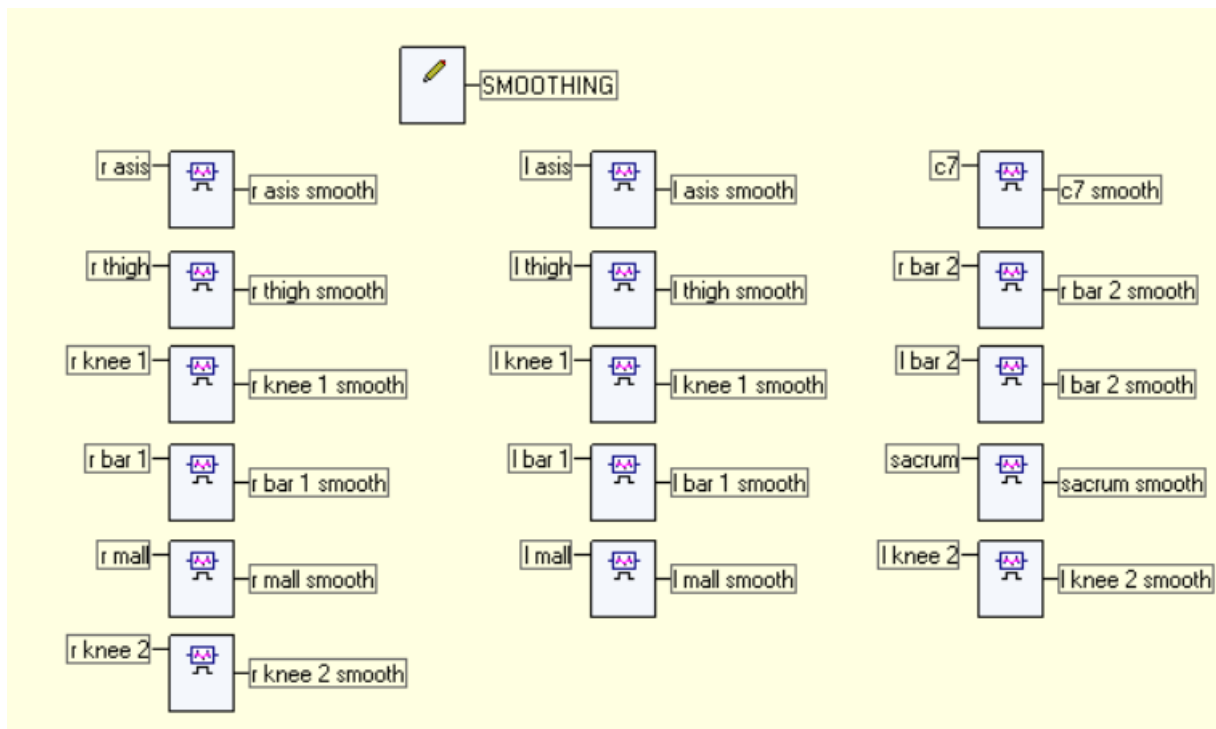 SMOOTHING
r asis
r asis smooth
l asis
l asis smooth
c7
c7 smooth
r thigh
r thigh smooth
l thigh
l thigh smooth
r bar 2
r bar 2 smooth
r knee 1
r knee 1 smooth
l knee 1
l knee 1 smooth
l bar 2
l bar 2 smooth
r bar 1
r bar 1 smooth
l bar 1
l bar 1 smooth
sacrum
sacrum smooth
r mall
r mall smooth
l mall
l mall smooth
l knee 2
l knee 2 smooth
r knee 2
r knee 2 smooth